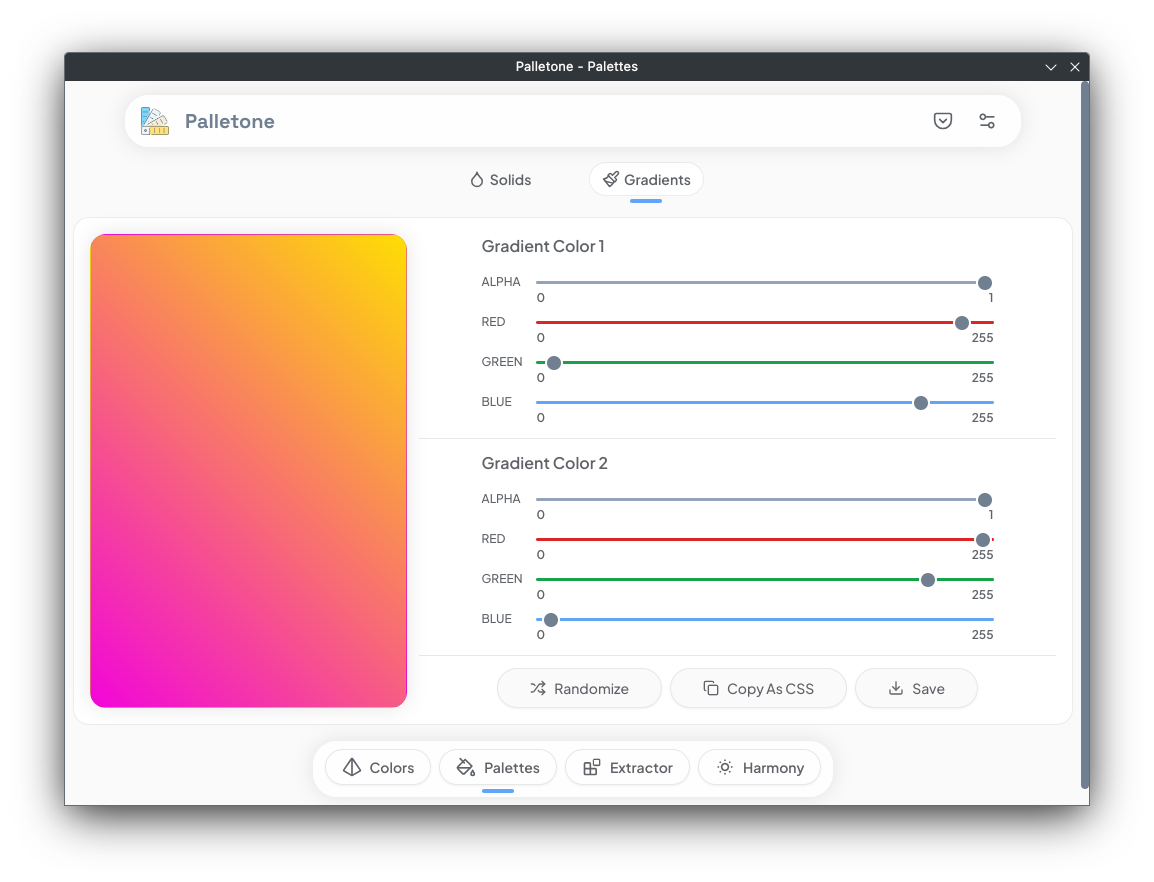 Palletone - Palettes
Palletone
Solids
Gradients
Gradient Color 1
ALPHA
0 1
RED
0 255
GREEN
0 255
BLUE
0 255
Gradient Color 2
ALPHA
0 1
RED
0 255
GREEN
0 255
BLUE
0 255
Randomize
Copy As CSS
Save
Colors
Palettes
Extractor
Harmony